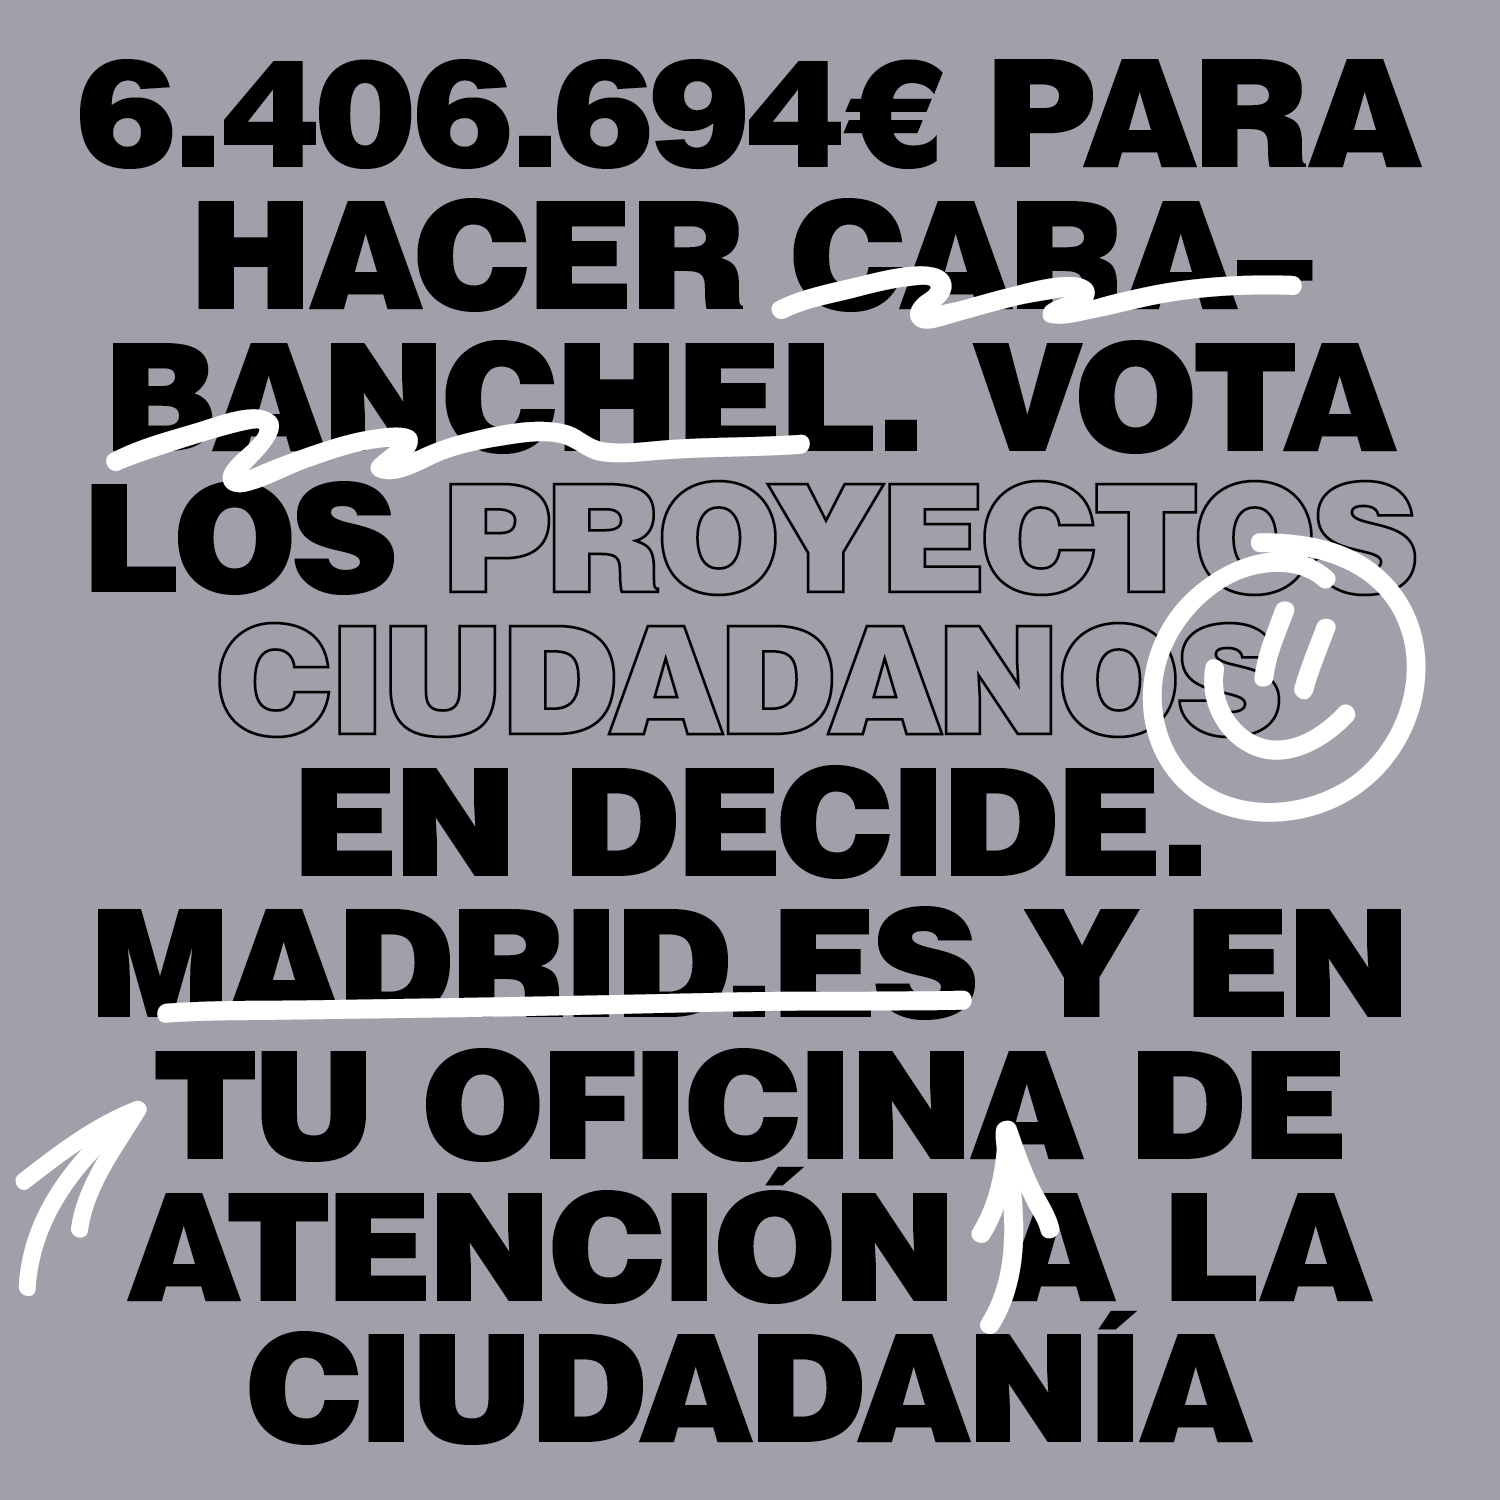 6.406.694€ PARA
HACER CARA–
BANCHEL. VOTA
LOS PROYECTOS
CIUDADANOS
EN DECIDE.
MADRID.ES Y EN
TU OFICINA DE
ATENCIÓN A LA
CIUDADANÍA